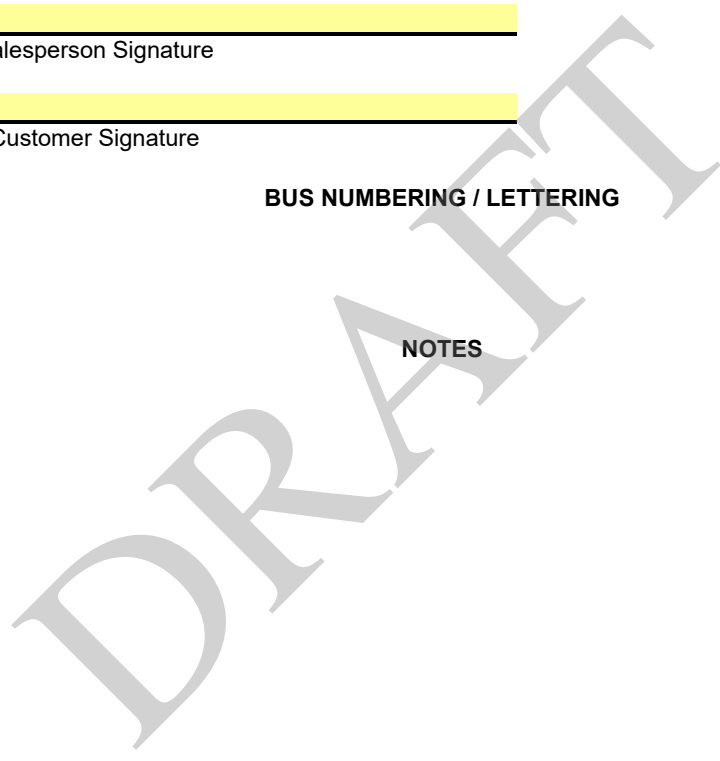 alesperson Signature
Customer Signature
BUS NUMBERING / LETTERING
NOTES
DRAFT